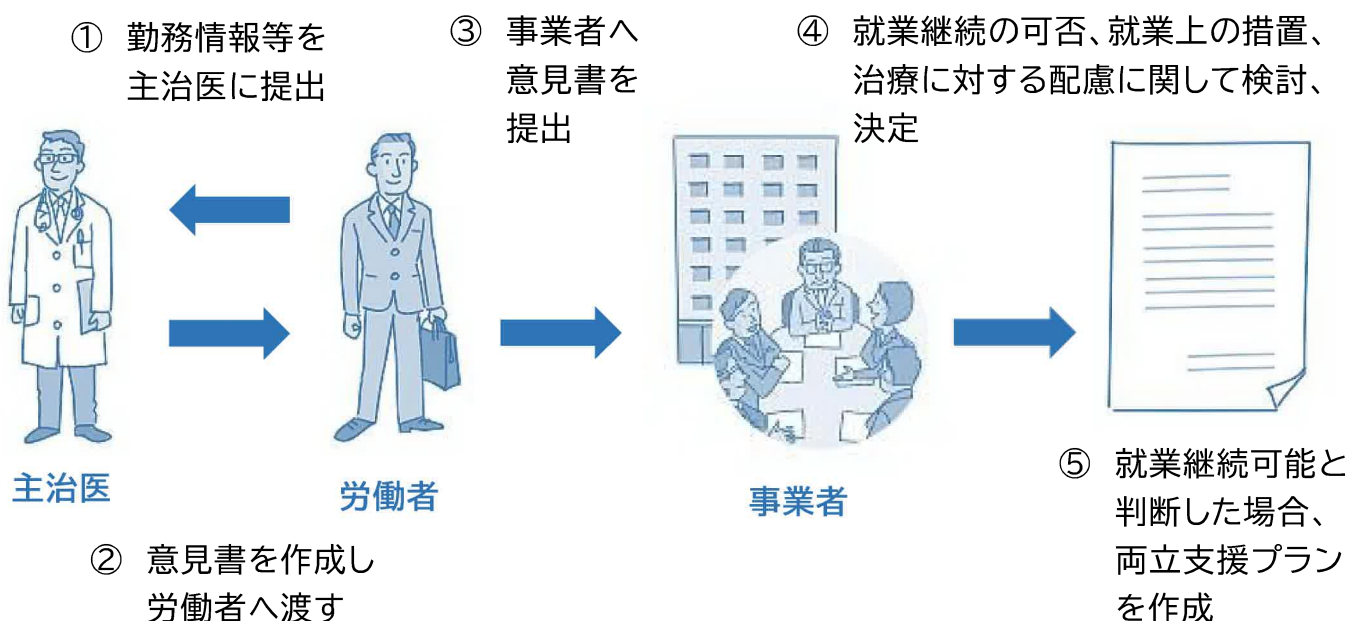 ① 勤務情報等を
主治医に提出
③ 事業者へ
意見書を
提出
④ 就業継続の可否、就業上の措置、
治療に対する配慮に関して検討、
決定
主治医
労働者
事業者
② 意見書を作成し
労働者へ渡す
⑤ 就業継続可能と
判断した場合、
両立支援プラン
を作成